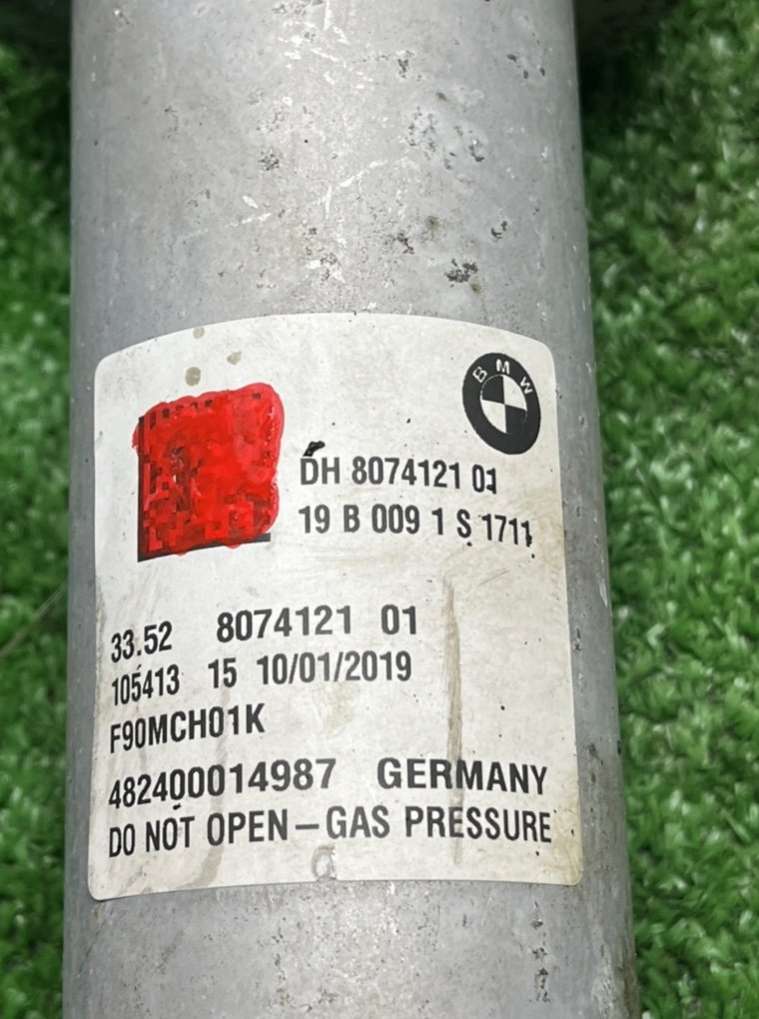 BMW
DH 8074121 01
19 B 009 1 S 1711
33.52 8074121 01
105413 15 10/01/2019
F90MCH01K
482400014987 GERMANY
DO NOT OPEN–GAS PRESSURE